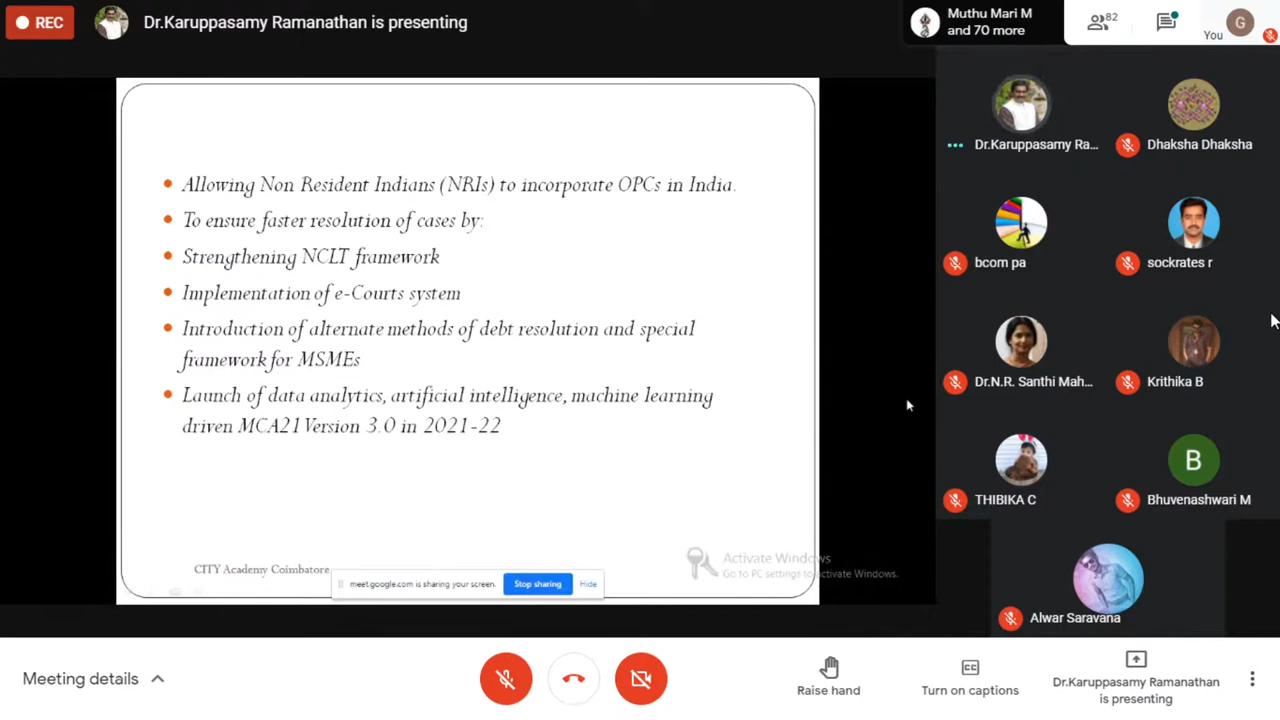 REC
Dr.Karuppasamy Ramanathan is presenting
Muthu Mari M
and 70 more
82
You
G
Allowing Non Resident Indians (NRIs) to incorporate OPCs in India.
To ensure faster resolution of cases by:
Strengthening NCLT framework
Implementation of e-Courts system
Introduction of alternate methods of debt resolution and special
framework for MSMEs
Launch of data analytics, artificial intelligence, machine learning
driven MCA21 Version 3.0 in 2021-22
CITY Academy Coimbatore
meet.google.com is sharing your screen.
Stop sharing
Hide
Activate Windows
Go to PC settings to activate Windows.
Dr.Karuppasamy Ra...
Dhaksha Dhaksha
bcom pa
sockrates r
Dr.N.R. Santhi Mah...
Krithika B
THIBIKA C
B
Bhuvenashwari M
Alwar Saravana
Meeting details
Raise hand
CC
Turn on captions
Dr.Karuppasamy Ramanathan
is presenting